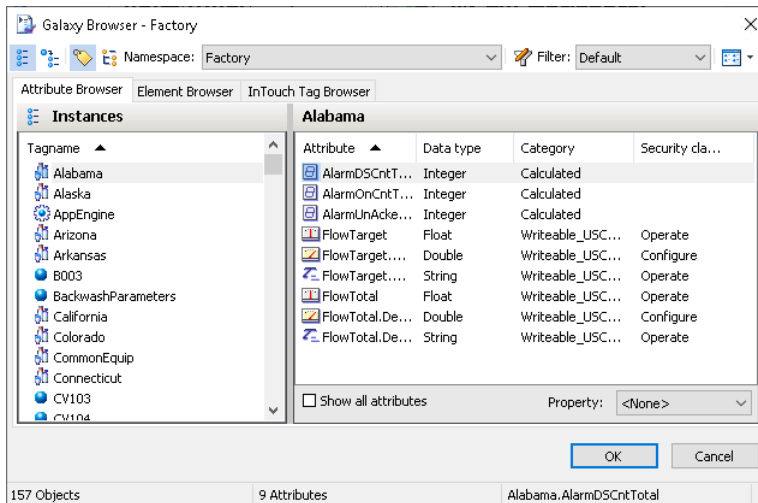 Galaxy Browser - Factory
Namespace: Factory Filter: Default
Attribute Browser Element Browser InTouch Tag Browser
Instances
Tagname
Alabama
Alaska
AppEngine
Arizona
Arkansas
B003
BackwashParameters
California
Colorado
CommonEquip
Connecticut
CV103
CV104
Alabama
Attribute Data type Category Security cla...
AlarmDSCntT... Integer Calculated
AlarmOnCntT... Integer Calculated
AlarmUnAcke... Integer Calculated
FlowTarget Float Writeable_USC... Operate
FlowTarget.... Double Writeable_USC... Configure
FlowTarget.... String Writeable_USC... Operate
FlowTotal Float Writeable_USC... Operate
FlowTotal.De... Double Writeable_USC... Configure
FlowTotal.De... String Writeable_USC... Operate
Show all attributes Property: <None>
OK Cancel
157 Objects 9 Attributes Alabama.AlarmDSCntTotal